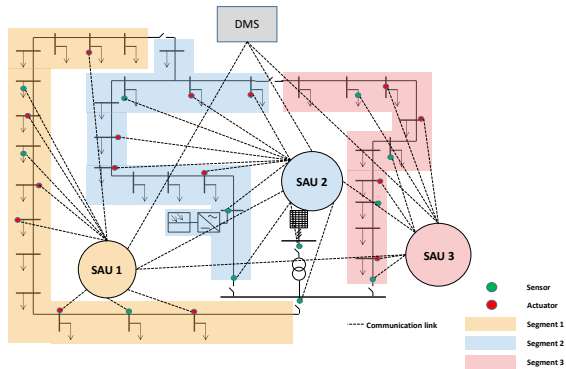 DMS
SAU 2
SAU 1
SAU 3
Sensor
Actuator
Communication link
Segment 1
Segment 2
Segment 3